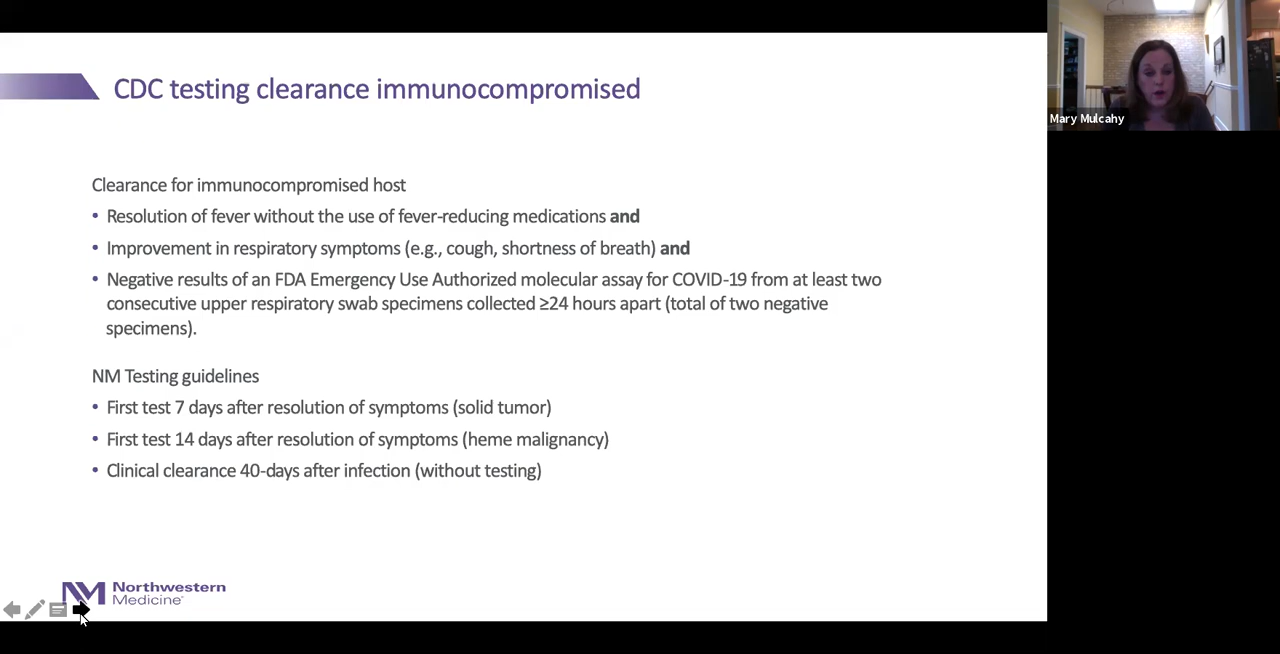 CDC testing clearance immunocompromised
Mary Mulcahy
Clearance for immunocompromised host
• Resolution of fever without the use of fever-reducing medications and
• Improvement in respiratory symptoms (e.g., cough, shortness of breath) and
• Negative results of an FDA Emergency Use Authorized molecular assay for COVID-19 from at least two
consecutive upper respiratory swab specimens collected ≥24 hours apart (total of two negative
specimens).
NM Testing guidelines
• First test 7 days after resolution of symptoms (solid tumor)
• First test 14 days after resolution of symptoms (heme malignancy)
• Clinical clearance 40-days after infection (without testing)
NM Northwestern
Medicine